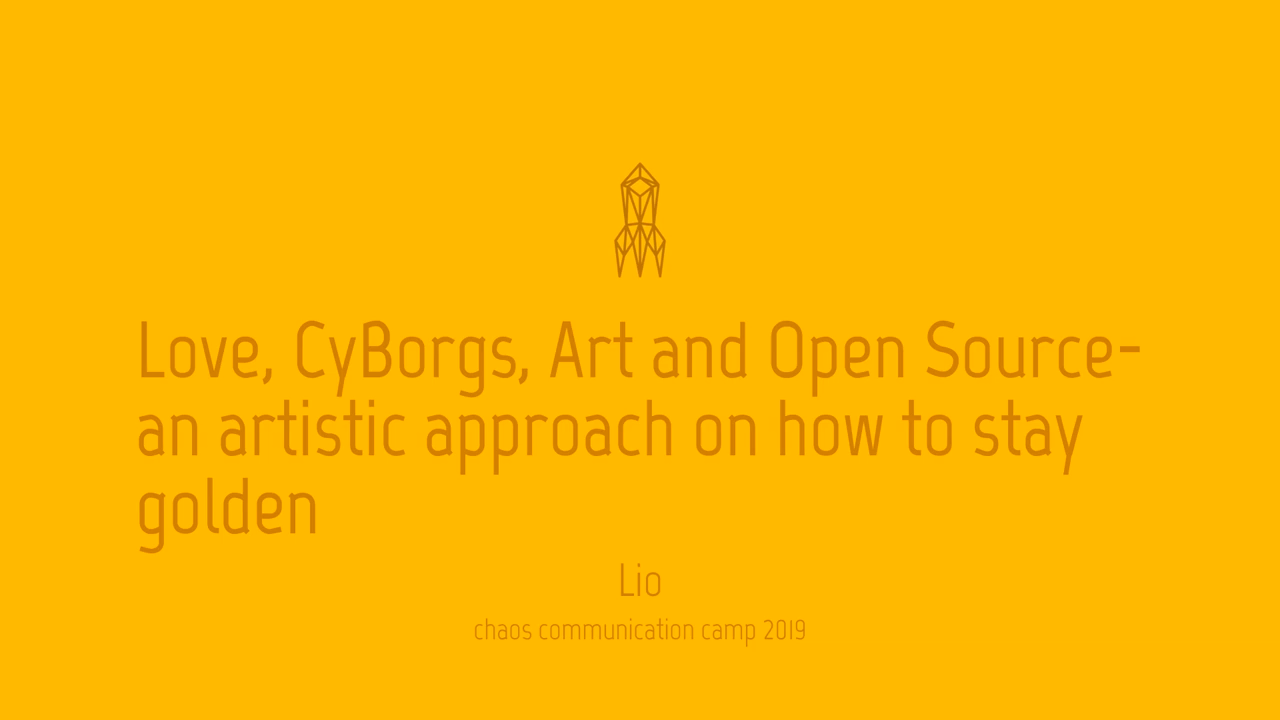 Love, CyBorgs, Art and Open Source-
an artistic approach on how to stay
golden
Lio
chaos communication camp 2019